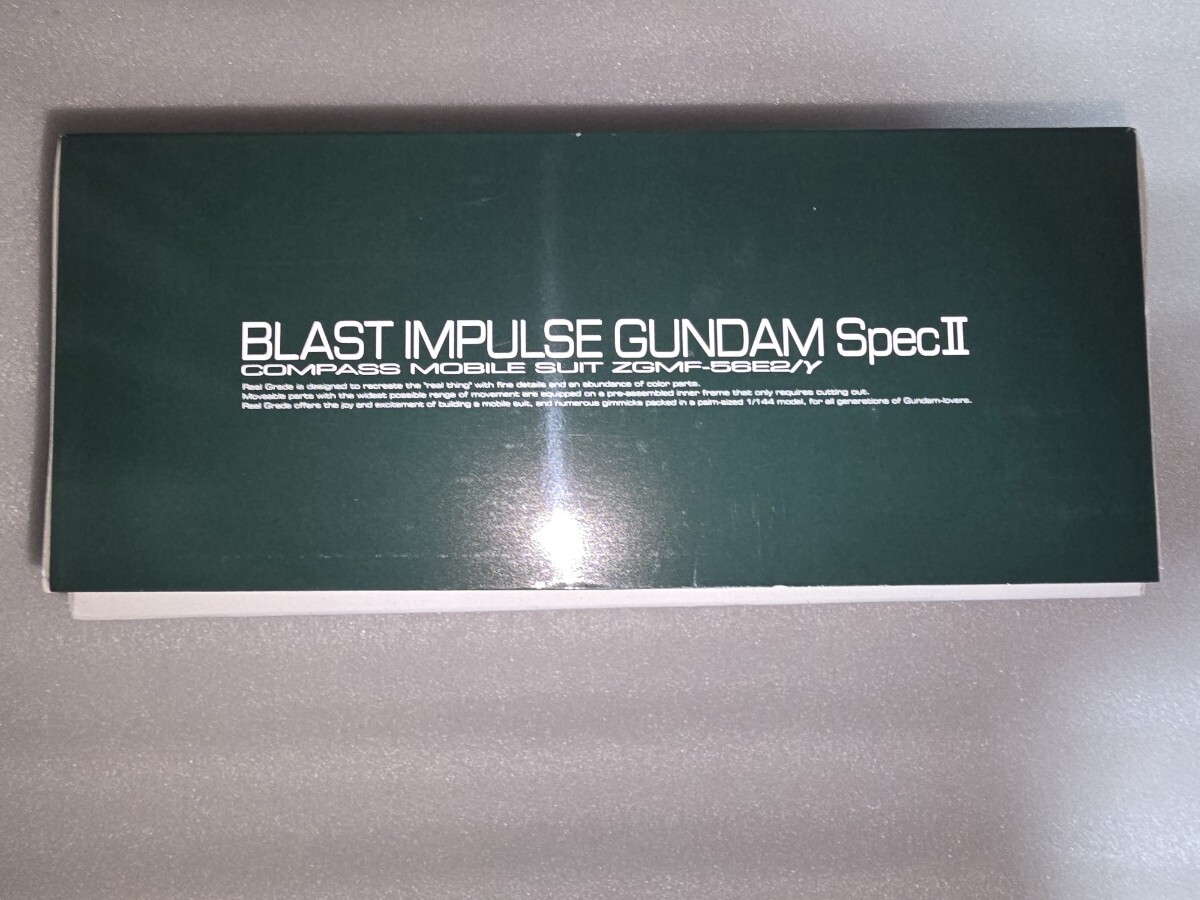 BLAST IMPULSE GUNDAM SpecⅡ
COMPASS MOBILE SUIT ZGMF-56E2/γ
Real Grade is designed to recreate the "real thing" with fine details and an abundance of color parts.
Moveable parts with the widest possible range of movement are equipped on a pre-assembled inner frame that only requires cutting out.
Real Grade offers the joy and excitement of building a mobile suit, and numerous gimmicks packed in a palm-sized 1/144 model, for all generations of Gundam-lovers.